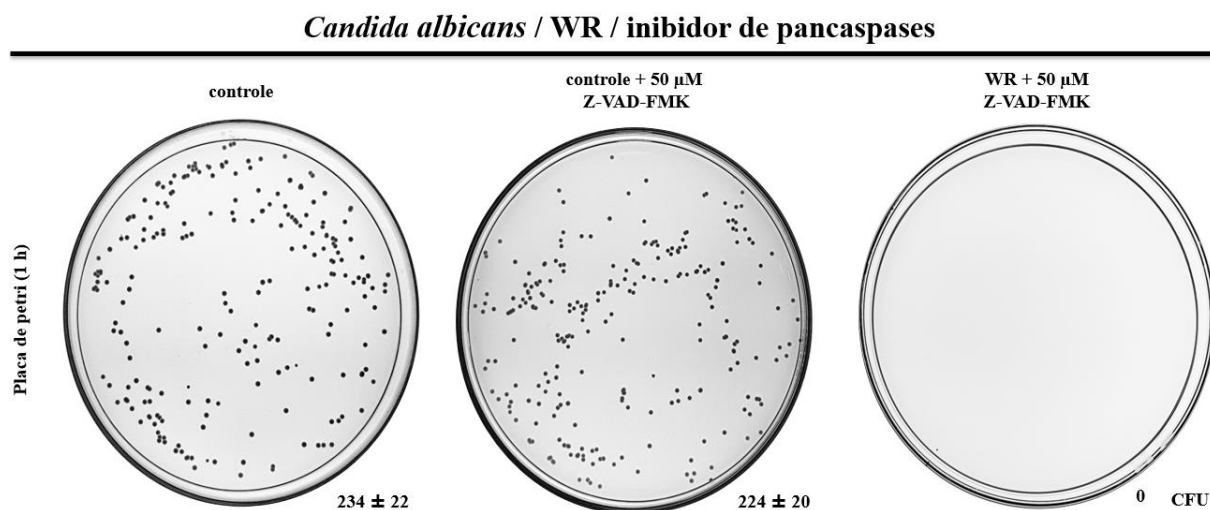 Candida albicans / WR / inibidor de pancaspases
controle
controle + 50 µM
Z-VAD-FMK
WR + 50 µM
Z-VAD-FMK
Placa de petri (1 h)
234 ± 22
224 ± 20
0
CFU